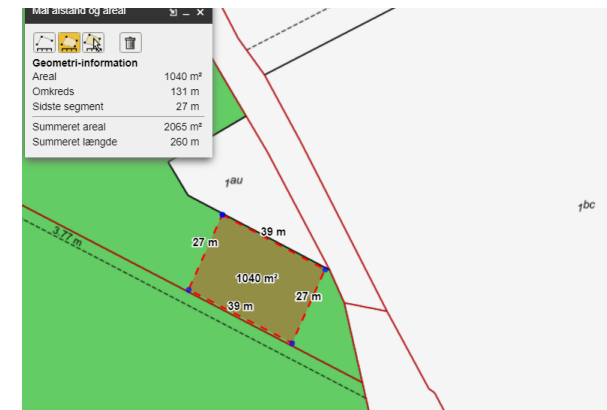 Mål afstand og areal
Geometri-information
Areal 1040 m²
Omkreds 131 m
Sidste segment 27 m
Summeret areal 2065 m²
Summeret længde 260 m
1au
1bc
39 m
27 m
3.77 m
1040 m²
27 m
39 m